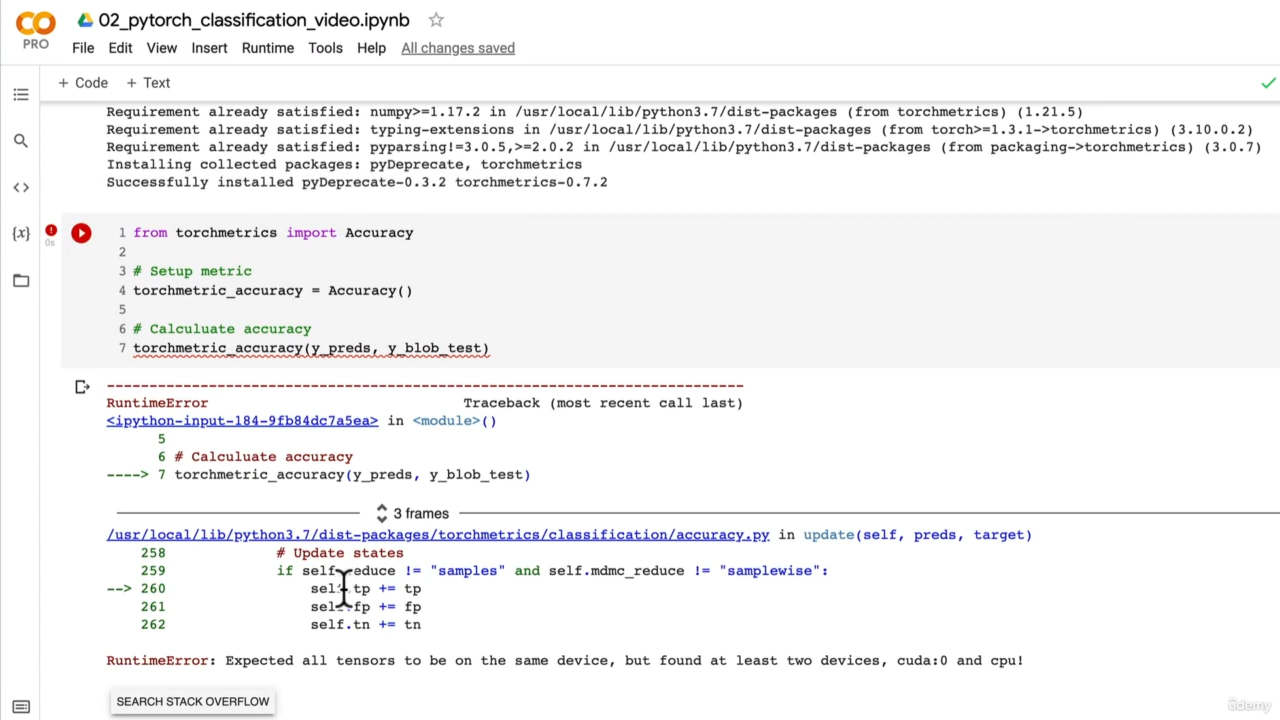 02_pytorch_classification_video.ipynb
PRO
File Edit View Insert Runtime Tools Help All changes saved
+ Code + Text
Requirement already satisfied: numpy>=1.17.2 in /usr/local/lib/python3.7/dist-packages (from torchmetrics) (1.21.5)
Requirement already satisfied: typing-extensions in /usr/local/lib/python3.7/dist-packages (from torch>=1.3.1->torchmetrics) (3.10.0.2)
Requirement already satisfied: pyparsing!=3.0.5,>=2.0.2 in /usr/local/lib/python3.7/dist-packages (from packaging->torchmetrics) (3.0.7)
Installing collected packages: pyDeprecate, torchmetrics
Successfully installed pyDeprecate-0.3.2 torchmetrics-0.7.2
{x}
0s
1 from torchmetrics import Accuracy
2
3 # Setup metric
4 torchmetric_accuracy = Accuracy()
5
6 # Calculuate accuracy
7 torchmetric_accuracy(y_preds, y_blob_test)
---------------------------------------------------------------------------
RuntimeError Traceback (most recent call last)
<ipython-input-184-9fb84dc7a5ea> in <module>()
5
6 # Calculuate accuracy
----> 7 torchmetric_accuracy(y_preds, y_blob_test)
3 frames
/usr/local/lib/python3.7/dist-packages/torchmetrics/classification/accuracy.py in update(self, preds, target)
258 # Update states
259 if self.reduce != "samples" and self.mdmc_reduce != "samplewise":
--> 260 self.tp += tp
261 self.fp += fp
262 self.tn += tn
RuntimeError: Expected all tensors to be on the same device, but found at least two devices, cuda:0 and cpu!
SEARCH STACK OVERFLOW
ûdemy